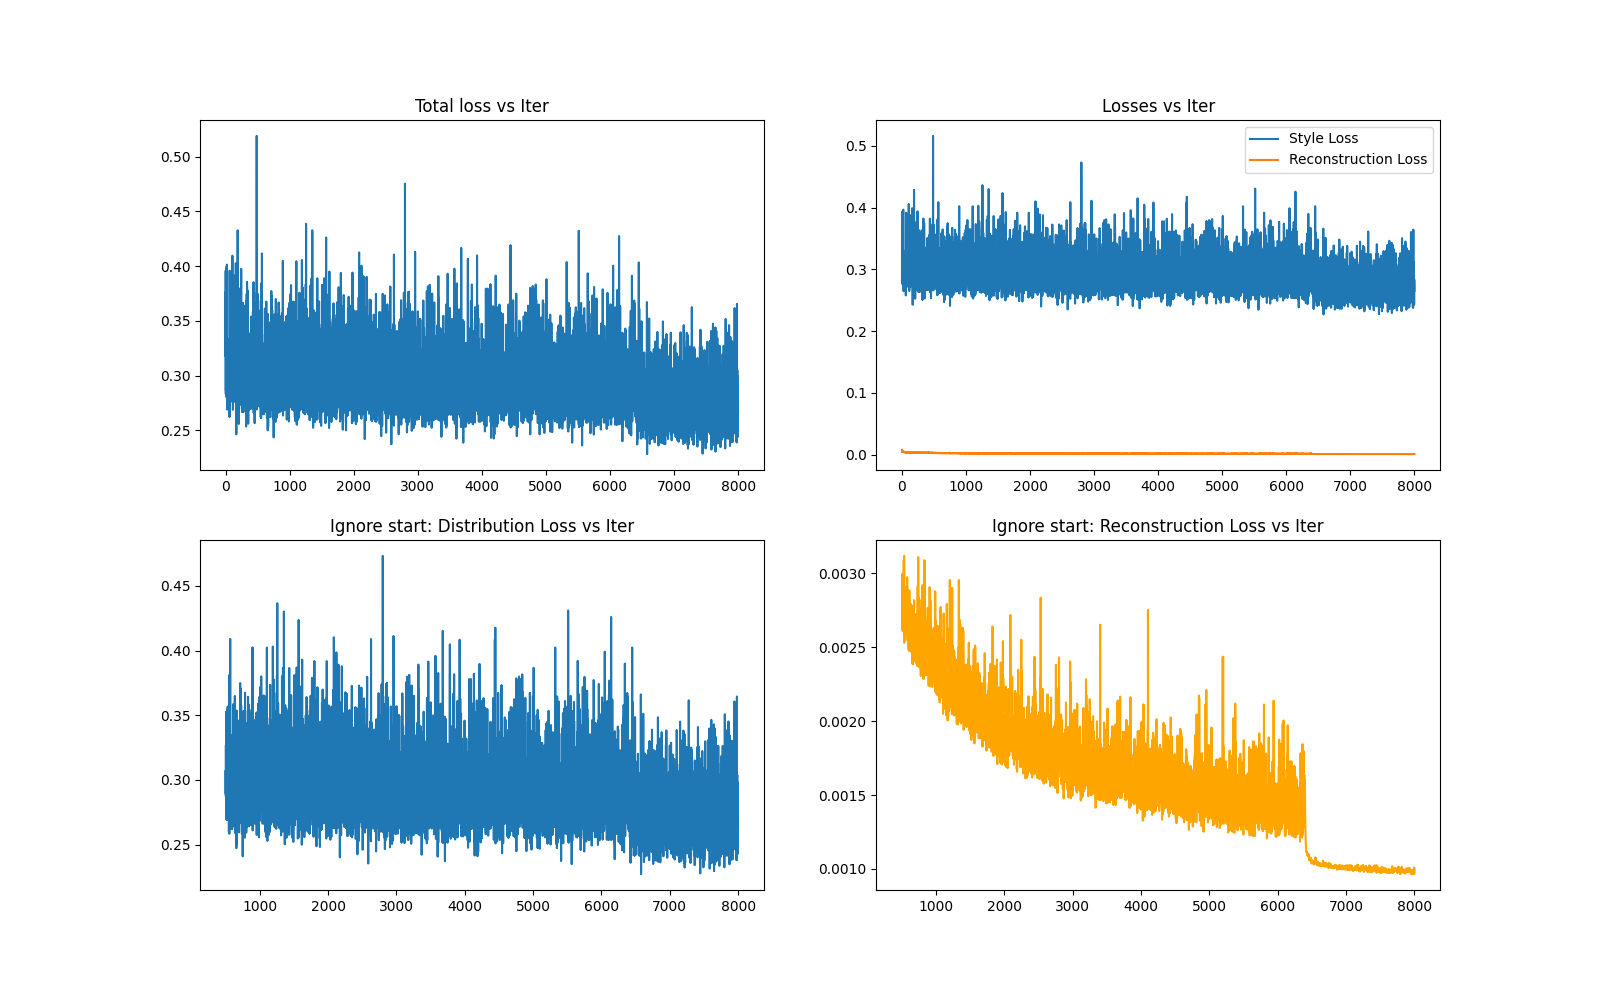 Total loss vs Iter
0.50
0.45
0.40
0.35
0.30
0.25
0 1000 2000 3000 4000 5000 6000 7000 8000
Losses vs Iter
Style Loss
Reconstruction Loss
0.5
0.4
0.3
0.2
0.1
0.0
0 1000 2000 3000 4000 5000 6000 7000 8000
Ignore start: Distribution Loss vs Iter
0.45
0.40
0.35
0.30
0.25
1000 2000 3000 4000 5000 6000 7000 8000
Ignore start: Reconstruction Loss vs Iter
0.0030
0.0025
0.0020
0.0015
0.0010
1000 2000 3000 4000 5000 6000 7000 8000